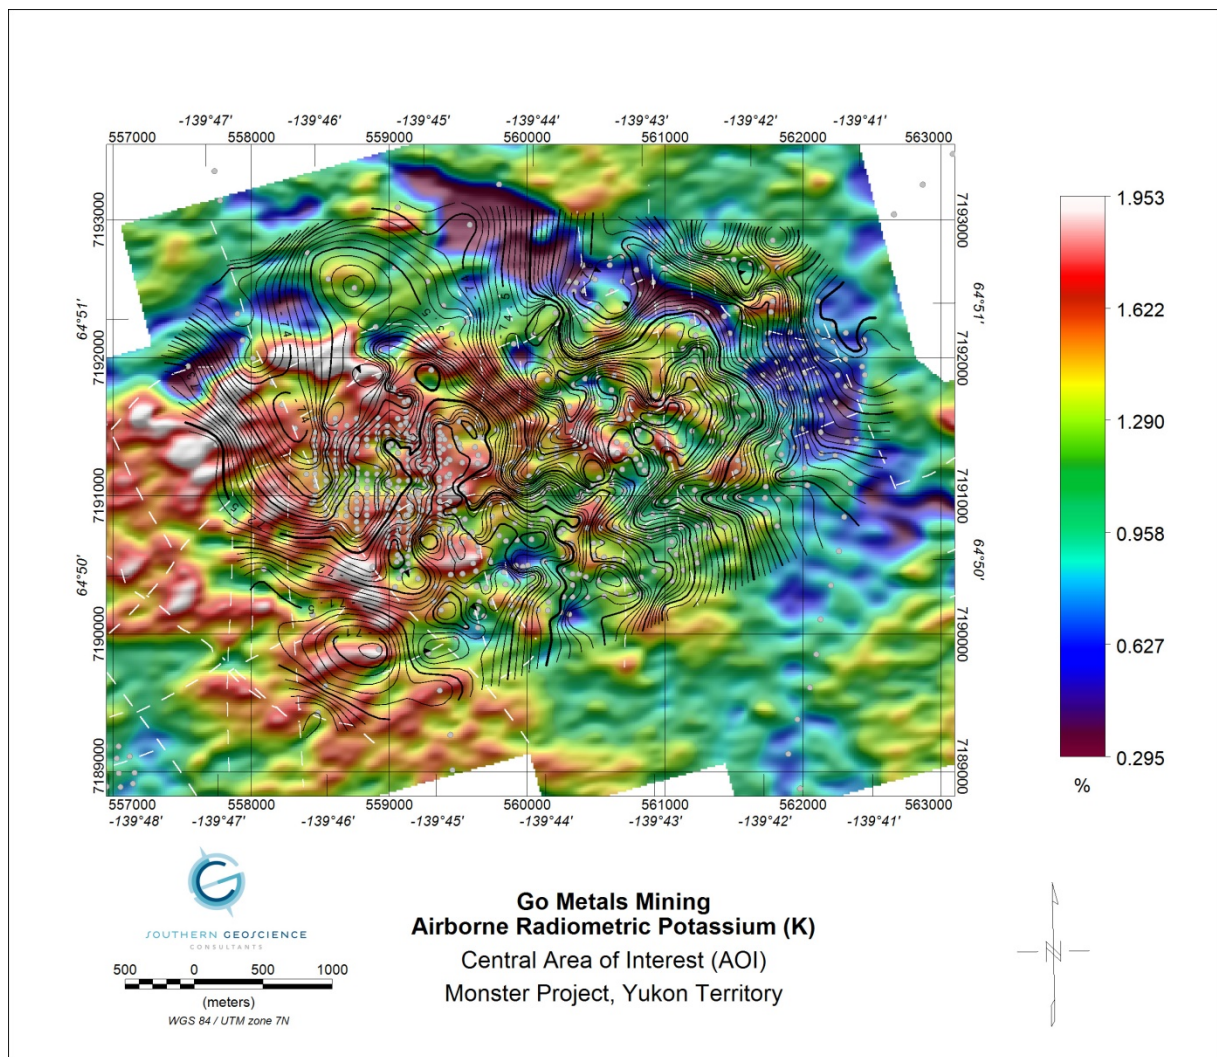 -139°47' -139°46' -139°45' -139°44' -139°43' -139°42' -139°41'
557000 558000 559000 560000 561000 562000 563000
7193000 7193000
64°51' 64°51'
7192000 7192000
7191000 7191000
64°50' 64°50'
7190000 7190000
7189000 7189000
557000 558000 559000 560000 561000 562000 563000
-139°48' -139°47' -139°46' -139°45' -139°44' -139°43' -139°42' -139°41'
1.953
1.622
1.290
0.958
0.627
0.295
%
SOUTHERN GEOSCIENCE
CONSULTANTS
500 0 500 1000
(meters)
WGS 84 / UTM zone 7N
Go Metals Mining
Airborne Radiometric Potassium (K)
Central Area of Interest (AOI)
Monster Project, Yukon Territory
N